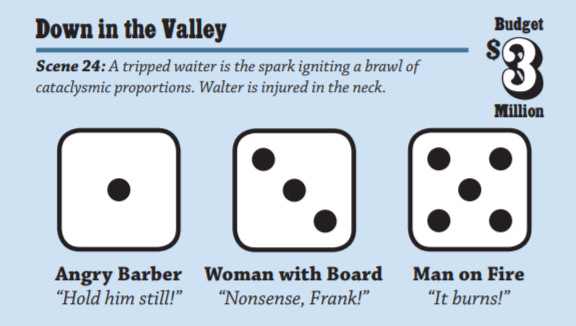 Down in the Valley
Budget
$3
Million
Scene 24: A tripped waiter is the spark igniting a brawl of
cataclysmic proportions. Walter is injured in the neck.
Angry Barber
"Hold him still!"
Woman with Board
"Nonsense, Frank!"
Man on Fire
"It burns!"